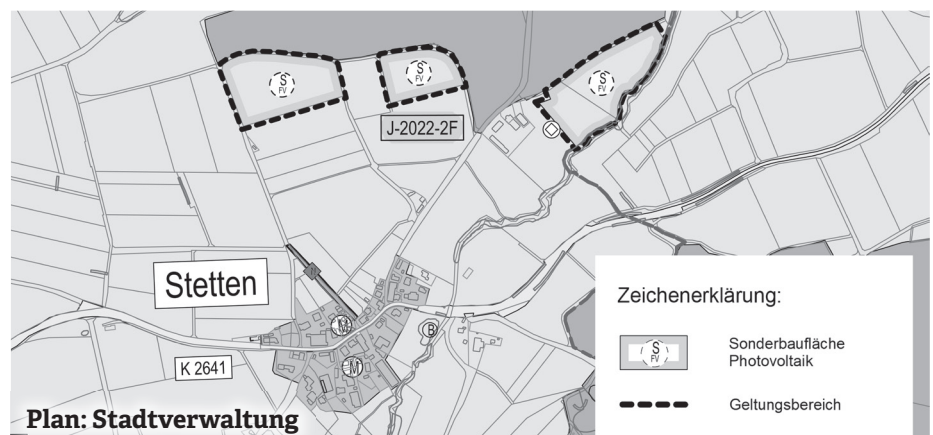 S
FV
S
FV
S
FV
J-2022-2F
Stetten
M
M
B
K 2641
Plan: Stadtverwaltung
Zeichenerklärung:
S
FV
Sonderbaufläche
Photovoltaik
Geltungsbereich